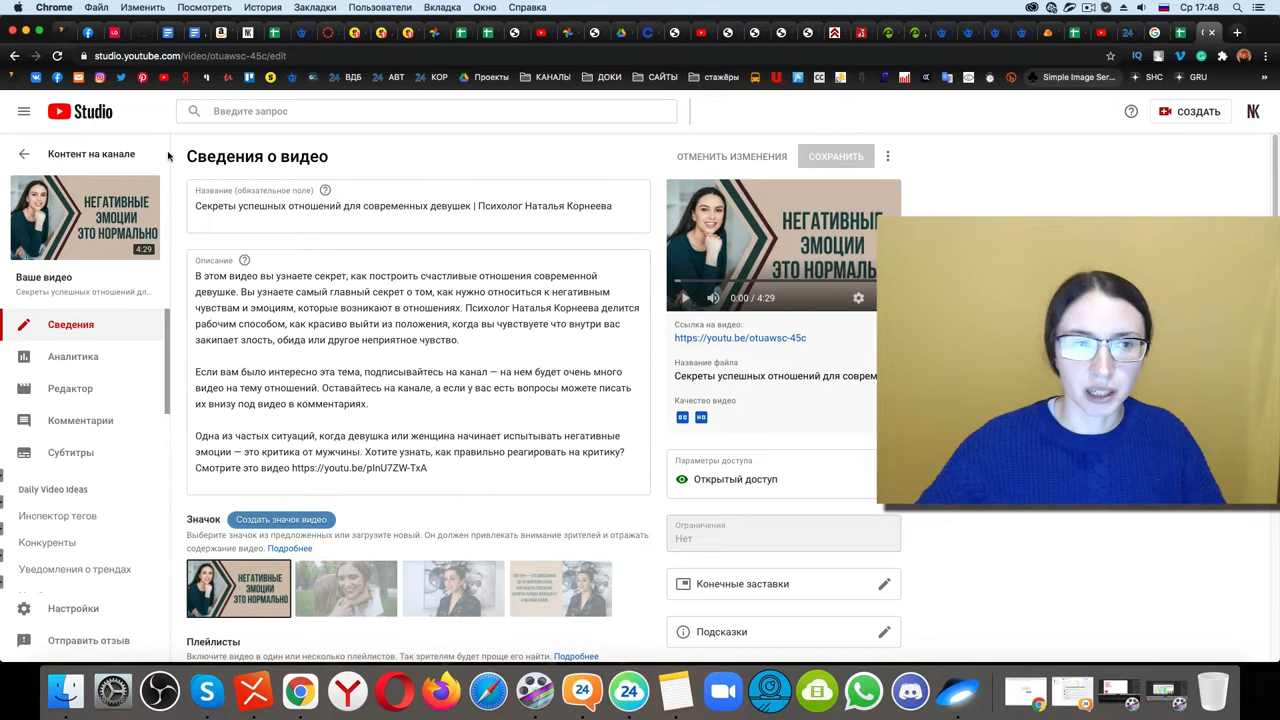 Chrome Файл Изменить Посмотреть История Закладки Пользователи Вкладка Окно Справка Ср 17:48
studio.youtube.com/video/otuawsc-45c/edit
24 ВДБ 24 АВТ 24 КОР Проекты КАНАЛЫ ДОКИ САЙТЫ стажёры Simple Image Ser... SHC GRU
Studio
Введите запрос
СОЗДАТЬ
Контент на канале
Сведения о видео
ОТМЕНИТЬ ИЗМЕНЕНИЯ
СОХРАНИТЬ
НЕГАТИВНЫЕ
ЭМОЦИИ
ЭТО НОРМАЛЬНО
4:29
Ваше видео
Секреты успешных отношений дл...
Сведения
Аналитика
Редактор
Комментарии
Субтитры
Daily Video Ideas
Инспектор тегов
Конкуренты
Уведомления о трендах
Настройки
Отправить отзыв
Название (обязательное поле)
Секреты успешных отношений для современных девушек | Психолог Наталья Корнеева
Описание
В этом видео вы узнаете секрет, как построить счастливые отношения современной
девушке. Вы узнаете самый главный секрет о том, как нужно относиться к негативным
чувствам и эмоциям, которые возникают в отношениях. Психолог Наталья Корнеева делится
рабочим способом, как красиво выйти из положения, когда вы чувствуете что внутри вас
закипает злость, обида или другое неприятное чувство.
Если вам было интересно эта тема, подписывайтесь на канал — на нем будет очень много
видео на тему отношений. Оставайтесь на канале, а если у вас есть вопросы можете писать
их внизу под видео в комментариях.
Одна из частых ситуаций, когда девушка или женщина начинает испытывать негативные
эмоции — это критика от мужчины. Хотите узнать, как правильно реагировать на критику?
Смотрите это видео https://youtu.be/pInU7ZW-TxA
Значок
Создать значок видео
Выберите значок из предложенных или загрузите новый. Он должен привлекать внимание зрителей и отражать
содержание видео. Подробнее
НЕГАТИВНЫЕ
ЭМОЦИИ
ЭТО НОРМАЛЬНО
Плейлисты
Включите видео в один или несколько плейлистов. Так зрителям будет проще его найти. Подробнее
НЕГАТИВНЫЕ
ЭМОЦИИ
ЭТО НОРМАЛЬНО
0:00 / 4:29
Ссылка на видео:
https://youtu.be/otuawsc-45c
Название файла
Секреты успешных отношений для соврем
Качество видео
SD HD
Параметры доступа
Открытый доступ
Ограничения
Нет
Конечные заставки
Подсказки
24
24